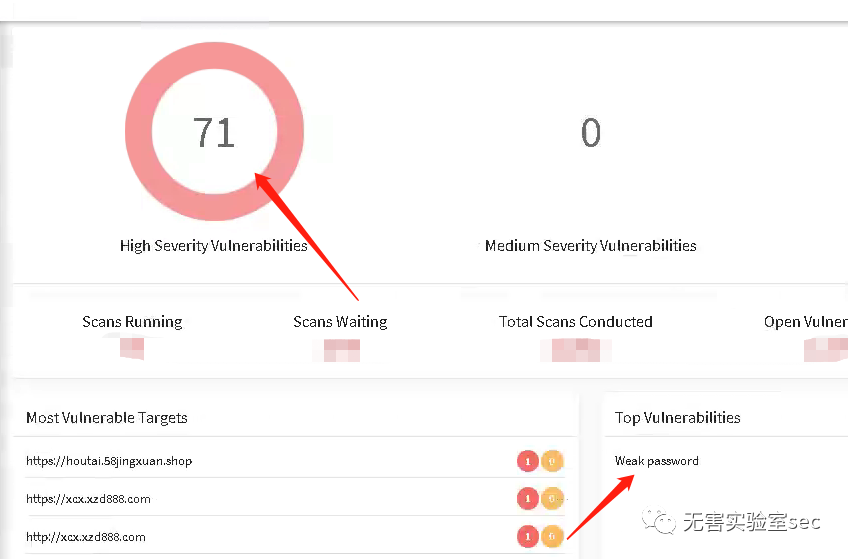 71
0
High Severity Vulnerabilities
Medium Severity Vulnerabilities
Scans Running
Scans Waiting
Total Scans Conducted
Open Vulner
Most Vulnerable Targets
Top Vulnerabilities
https://houtai.58jingxuan.shop 1 0
Weak password
https://xcx.xzd888.com 1 0
http://xcx.xzd888.com 1 0
无害实验室sec